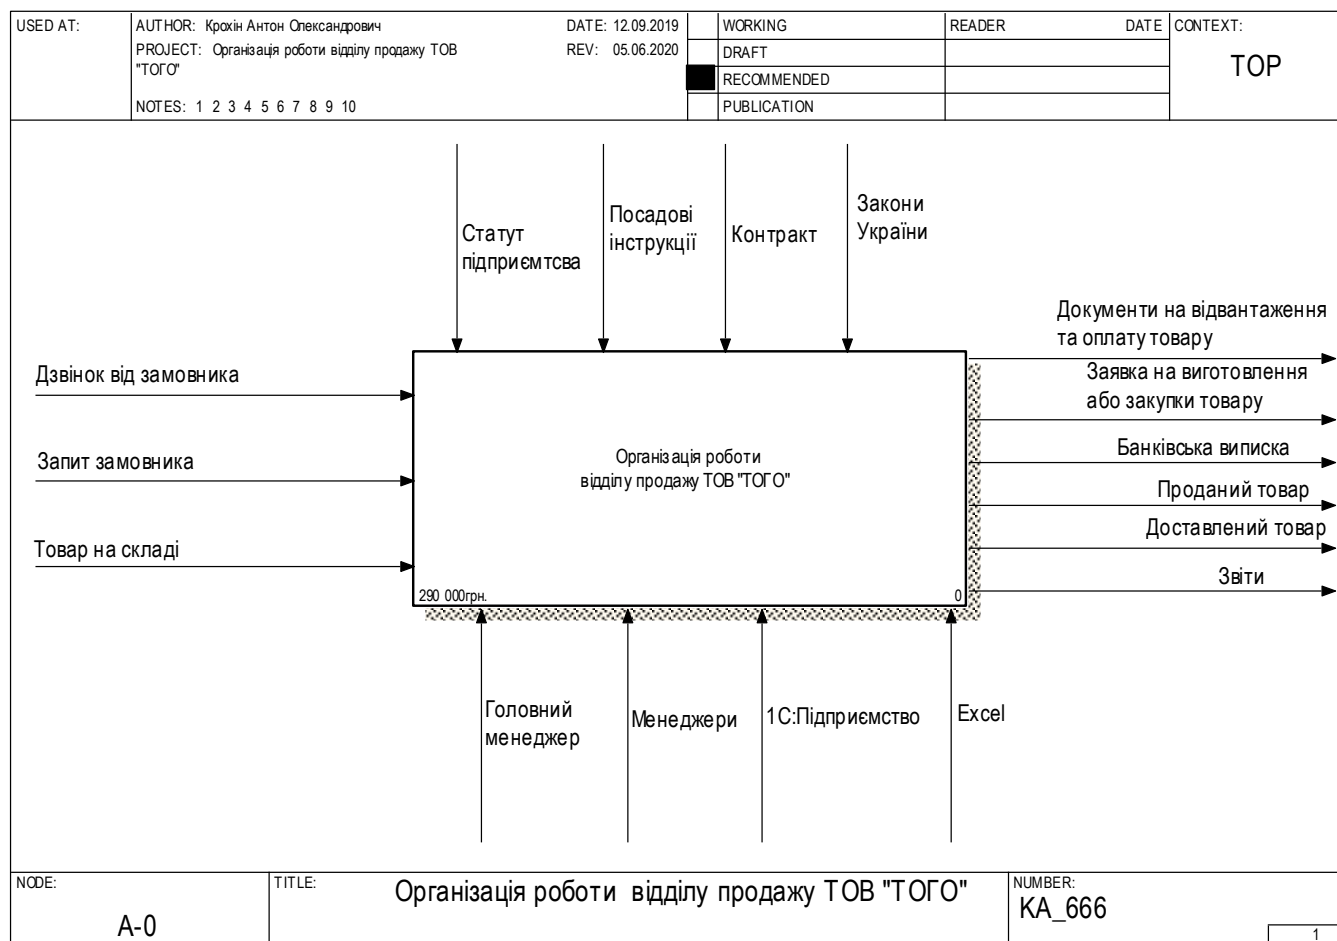 USED AT:
AUTHOR: Крохін Антон Олександрович
DATE: 12.09.2019
PROJECT: Організація роботи відділу продажу ТОВ
"ТОГО"
REV: 05.06.2020
NOTES: 1 2 3 4 5 6 7 8 9 10
WORKING
DRAFT
RECOMMENDED
PUBLICATION
READER
DATE
CONTEXT:
TOP
Статут
підприємтсва
Посадові
інструкції
Контракт
Закони
України
Дзвінок від замовника
Запит замовника
Товар на складі
Організація роботи
відділу продажу ТОВ "ТОГО"
290 000грн.
0
Документи на відвантаження
та оплату товару
Заявка на виготовлення
або закупки товару
Банківська виписка
Проданий товар
Доставлений товар
Звіти
Головний
менеджер
Менеджери
1С:Підприємство
Excel
NODE:
A-0
TITLE:
Організація роботи відділу продажу ТОВ "ТОГО"
NUMBER:
KA_666
1